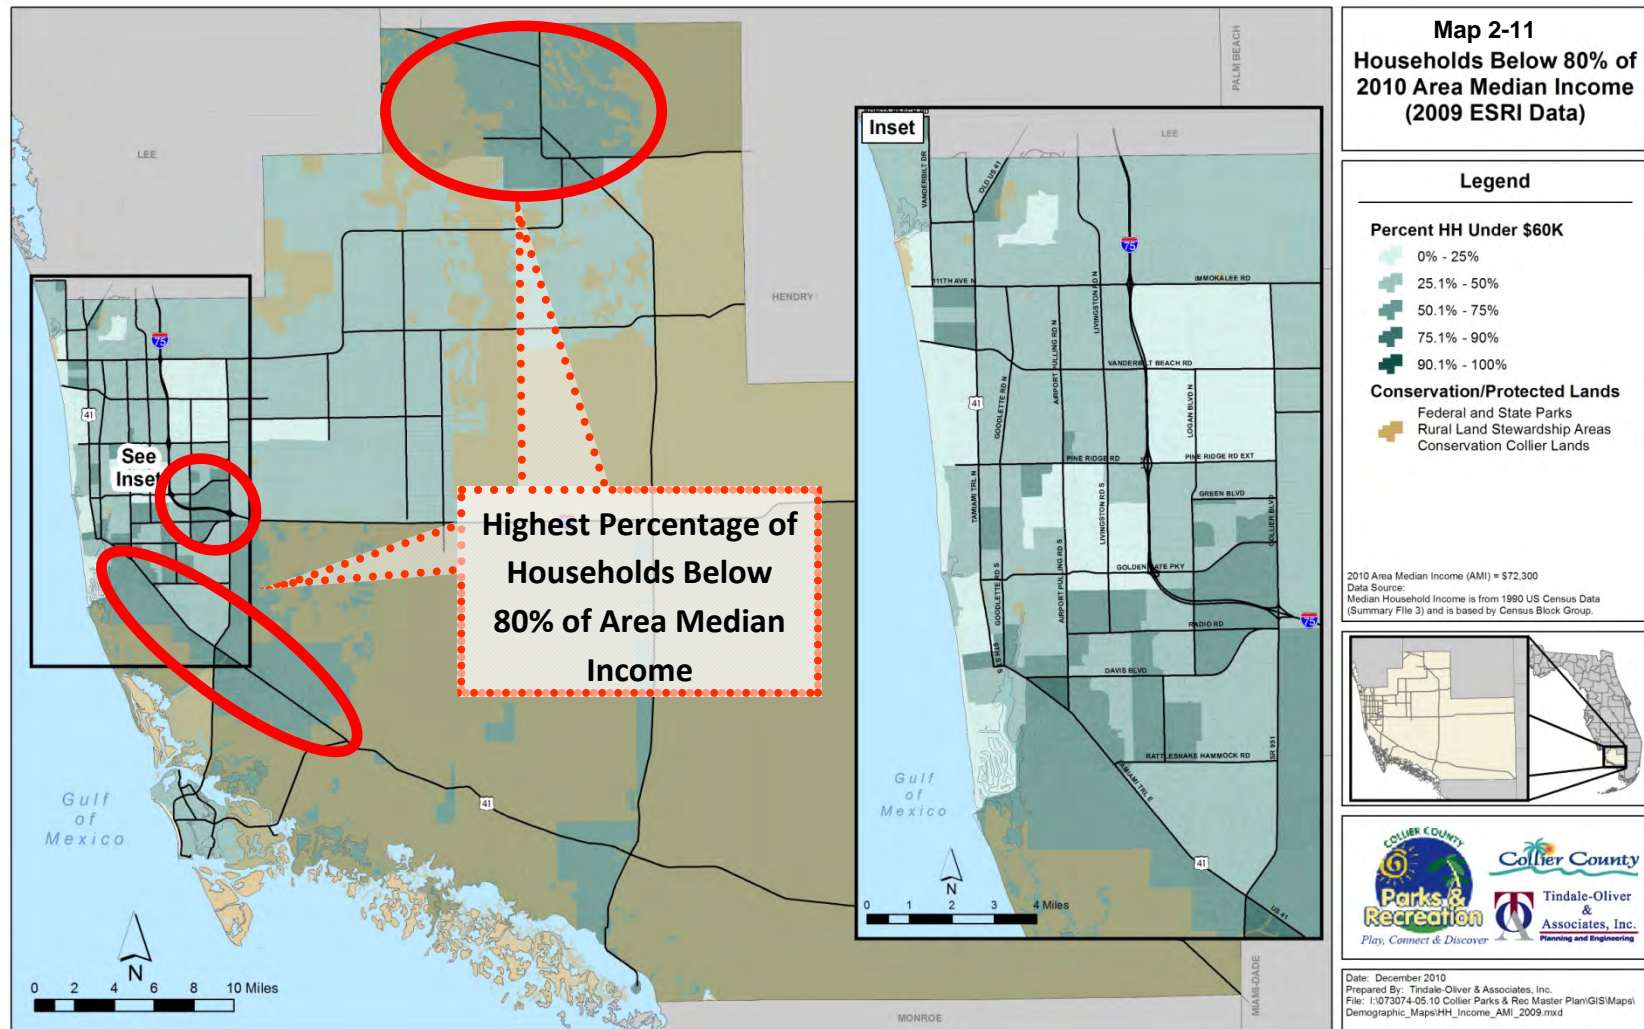 Map 2-11
Households Below 80% of
2010 Area Median Income
(2009 ESRI Data)
Legend
Percent HH Under $60K
0% - 25%
25.1% - 50%
50.1% - 75%
75.1% - 90%
90.1% - 100%
Conservation/Protected Lands
Federal and State Parks
Rural Land Stewardship Areas
Conservation Collier Lands
2010 Area Median Income (AMI) = $72,300
Data Source:
Median Household Income is from 1990 US Census Data
(Summary File 3) and is based by Census Block Group.
COLLIER COUNTY
Parks &
Recreation
Play, Connect & Discover
Collier County
TOA
Tindale-Oliver
&
Associates, Inc.
Planning and Engineering
Date: December 2010
Prepared By: Tindale-Oliver & Associates, Inc.
File: I:\073074-05.10 Collier Parks & Rec Master Plan\GIS\Maps\
Demographic_Maps\HH_Income_AMI_2009.mxd
LEE
HENDRY
PALM BEACH
MIAMI-DADE
MONROE
75
41
See
Inset
Highest Percentage of
Households Below
80% of Area Median
Income
41
Gulf
of
Mexico
N
0 2 4 6 8 10 Miles
Inset
LEE
BONITA BEACH RD
VANDERBILT DR
OLD US 41
75
111TH AVE N
IMMOKALEE RD
LIVINGSTON RD N
AIRPORT PULLING RD N
GOODLETTE RD N
VANDERBILT BEACH RD
41
LOGAN BLVD N
TAMIAMI TRL N
PINE RIDGE RD
PINE RIDGE RD EXT
GREEN BLVD
COLLIER BLVD
LIVINGSTON RD S
AIRPORT PULLING RD S
GOODLETTE RD S
GOLDEN GATE PKY
75
RADIO RD
9TH ST S
DAVIS BLVD
RATTLESNAKE HAMMOCK RD
SR 951
TAMIAMI TRL E
41
US 41
Gulf
of
Mexico
N
0 1 2 3 4 Miles